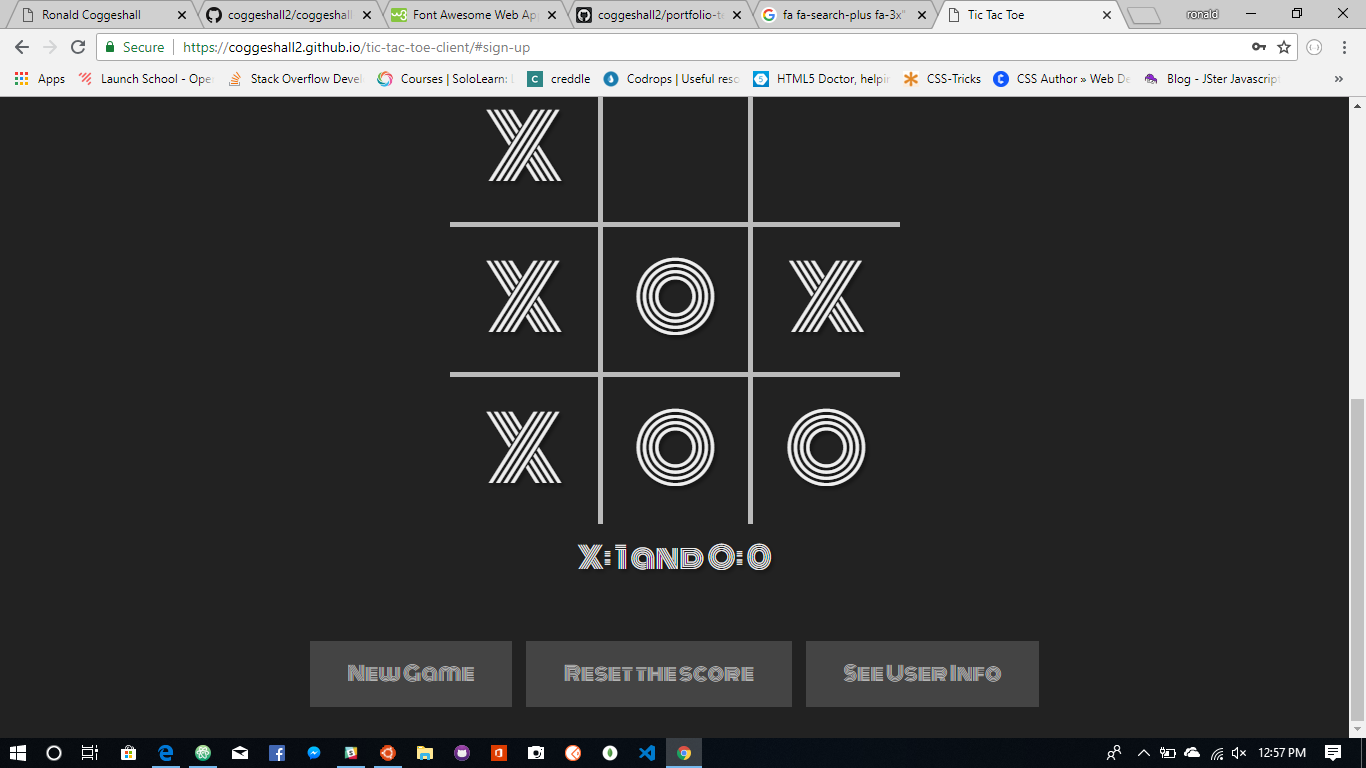 Ronald Coggeshall
coggeshall2/coggeshall
Font Awesome Web App
coggeshall2/portfolio-t
fa fa-search-plus fa-3x"
Tic Tac Toe
ronald
Secure
https://coggeshall2.github.io/tic-tac-toe-client/#sign-up
Apps
Launch School - Ope
Stack Overflow Devel
Courses | SoloLearn:
creddle
Codrops | Useful reso
HTML5 Doctor, helpin
CSS-Tricks
CSS Author » Web De
Blog - JSter Javascript
»
X
X O X
X O O
X: 1 and O: 0
New Game
Reset the score
See User Info
12:57 PM